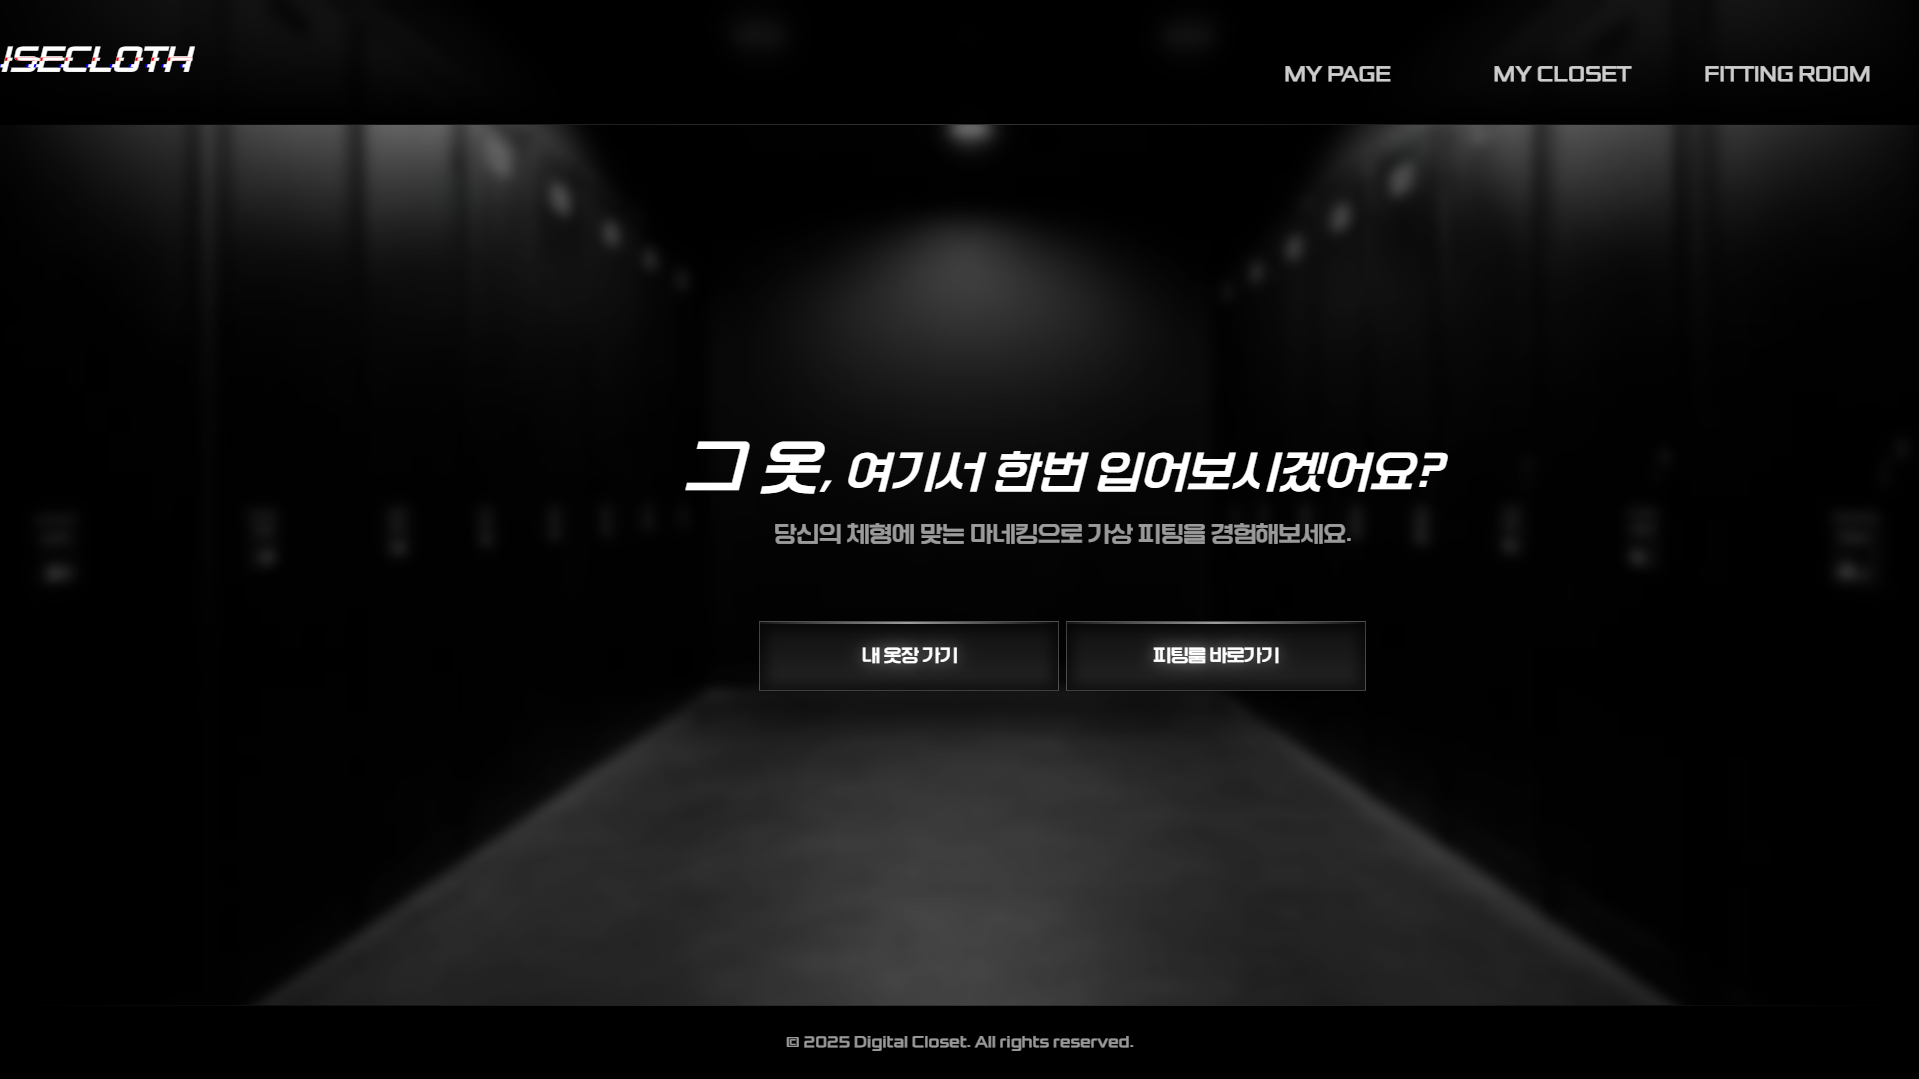 ISECLOTH
MY PAGE
MY CLOSET
FITTING ROOM
그 옷, 여기서 한번 입어보시겠어요?
당신의 체형에 맞는 마네킹으로 가상 피팅을 경험해보세요.
내 옷장 가기
피팅룸 바로가기
© 2025 Digital Closet. All rights reserved.